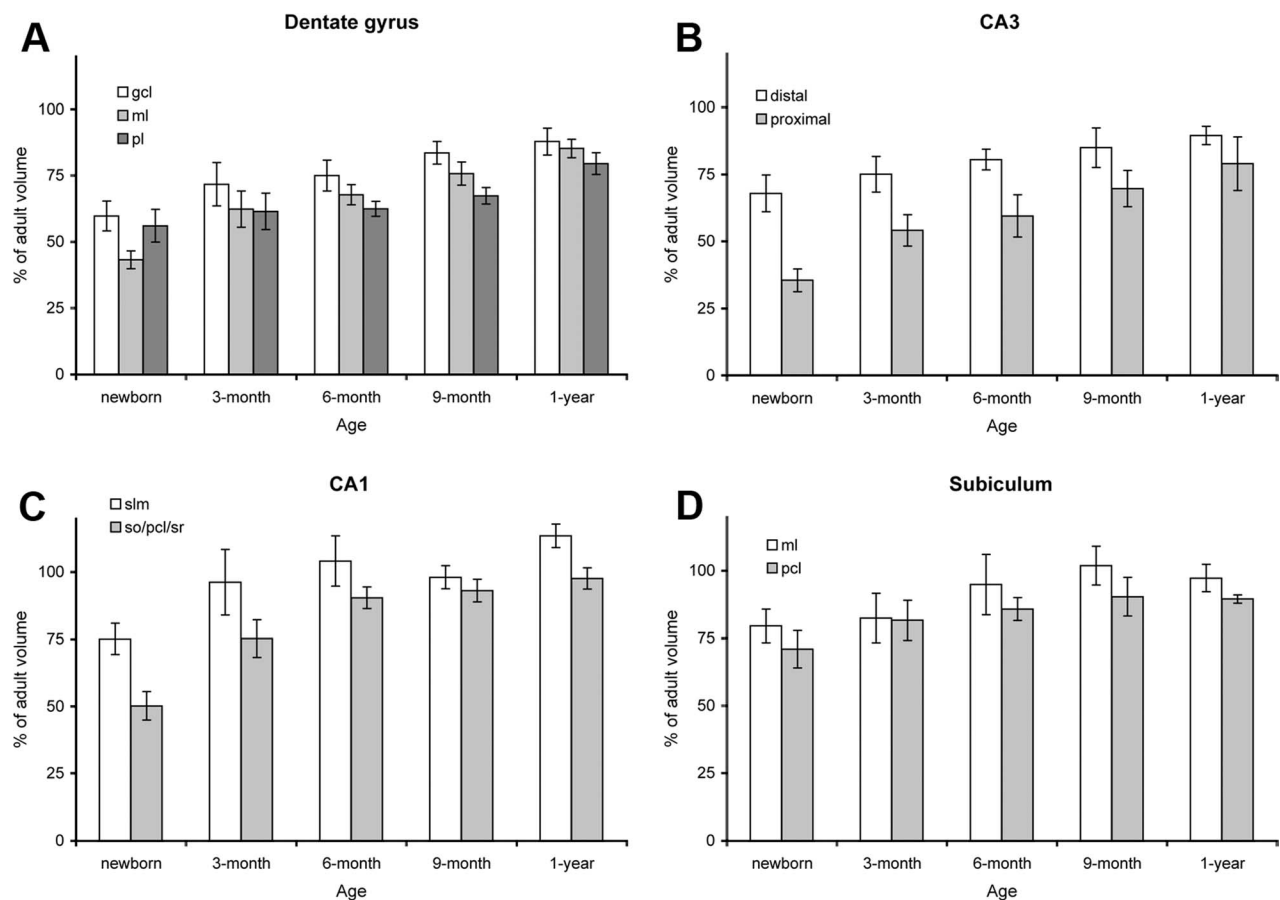 A
Dentate gyrus
gcl
ml
pl
% of adult volume
100
75
50
25
0
newborn 3-month 6-month 9-month 1-year
Age
B
CA3
distal
proximal
% of adult volume
100
75
50
25
0
newborn 3-month 6-month 9-month 1-year
Age
C
CA1
slm
so/pcl/sr
% of adult volume
100
75
50
25
0
newborn 3-month 6-month 9-month 1-year
Age
D
Subiculum
ml
pcl
% of adult volume
100
75
50
25
0
newborn 3-month 6-month 9-month 1-year
Age